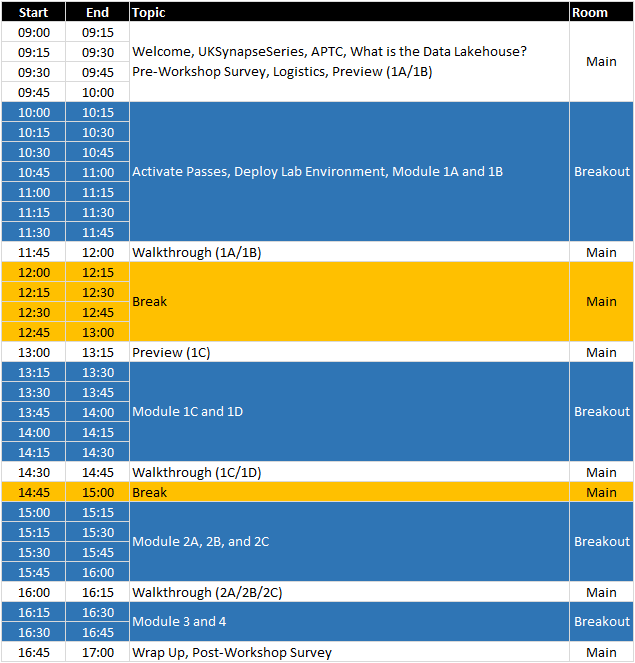 Start End Topic Room
09:00 09:15
09:15 09:30 Welcome, UKSynapseSeries, APTC, What is the Data Lakehouse?
Main
09:30 09:45 Pre-Workshop Survey, Logistics, Preview (1A/1B)
09:45 10:00
10:00 10:15
10:15 10:30
10:30 10:45
10:45 11:00 Activate Passes, Deploy Lab Environment, Module 1A and 1B Breakout
11:00 11:15
11:15 11:30
11:30 11:45
11:45 12:00 Walkthrough (1A/1B) Main
12:00 12:15
12:15 12:30
Break Main
12:30 12:45
12:45 13:00
13:00 13:15 Preview (1C) Main
13:15 13:30
13:30 13:45
13:45 14:00 Module 1C and 1D Breakout
14:00 14:15
14:15 14:30
14:30 14:45 Walkthrough (1C/1D) Main
14:45 15:00 Break Main
15:00 15:15
15:15 15:30
Module 2A, 2B, and 2C Breakout
15:30 15:45
15:45 16:00
16:00 16:15 Walkthrough (2A/2B/2C) Main
16:15 16:30
Module 3 and 4 Breakout
16:30 16:45
16:45 17:00 Wrap Up, Post-Workshop Survey Main